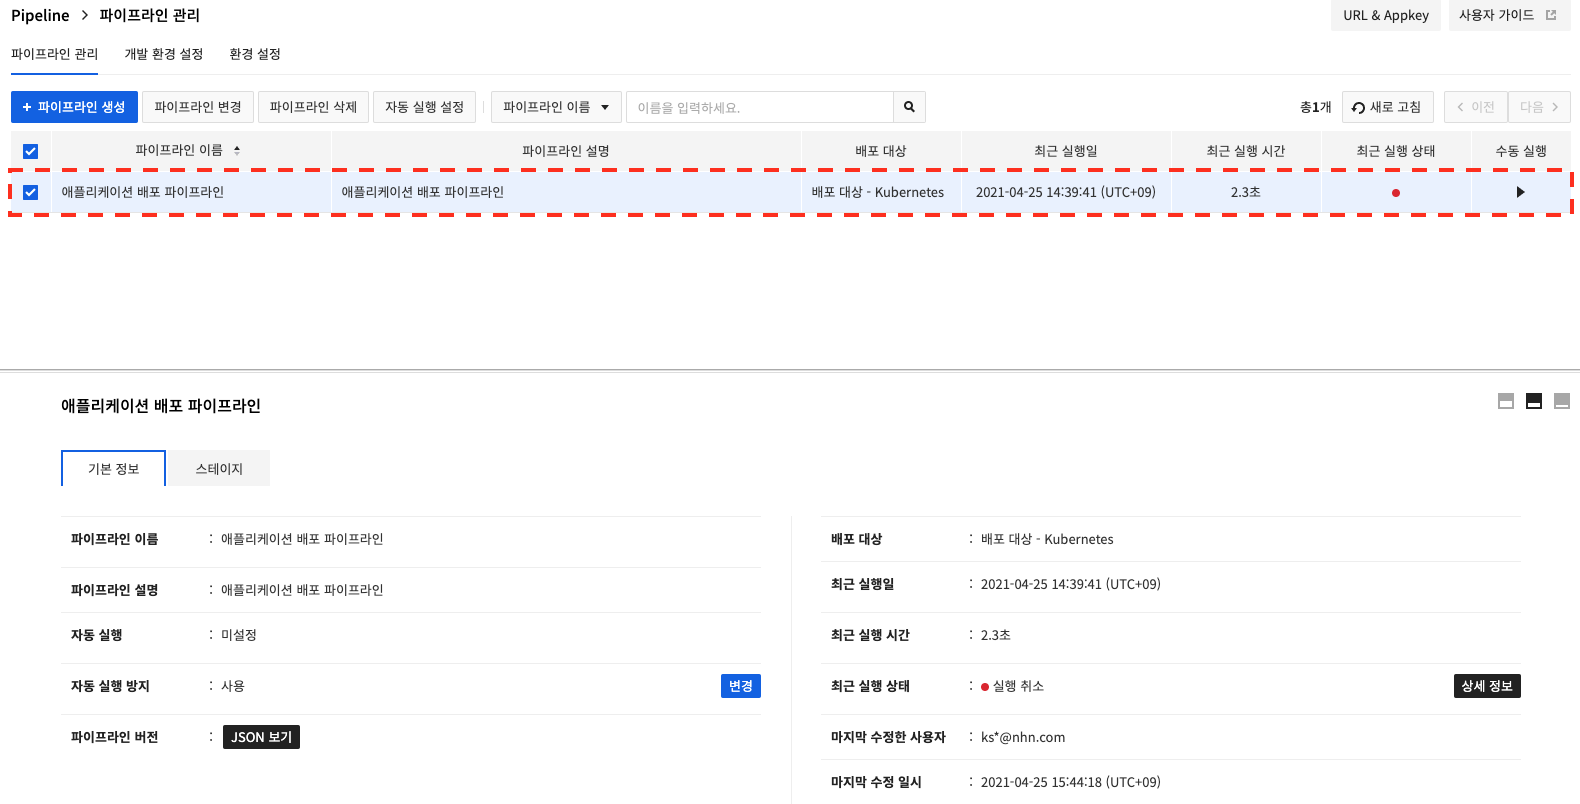 Pipeline > 파이프라인 관리
URL & Appkey
사용자 가이드
파이프라인 관리 개발 환경 설정 환경 설정
+ 파이프라인 생성 파이프라인 변경 파이프라인 삭제 자동 실행 설정 파이프라인 이름 이름을 입력하세요. 총1개 새로 고침 < 이전 다음 >
파이프라인 이름 파이프라인 설명 배포 대상 최근 실행일 최근 실행 시간 최근 실행 상태 수동 실행
애플리케이션 배포 파이프라인 애플리케이션 배포 파이프라인 배포 대상 - Kubernetes 2021-04-25 14:39:41 (UTC+09) 2.3초
애플리케이션 배포 파이프라인
기본 정보 스테이지
파이프라인 이름 : 애플리케이션 배포 파이프라인
파이프라인 설명 : 애플리케이션 배포 파이프라인
자동 실행 : 미설정
자동 실행 방지 : 사용 변경
파이프라인 버전 : JSON 보기
배포 대상 : 배포 대상 - Kubernetes
최근 실행일 : 2021-04-25 14:39:41 (UTC+09)
최근 실행 시간 : 2.3초
최근 실행 상태 : 실행 취소 상세 정보
마지막 수정한 사용자 : ks*@nhn.com
마지막 수정 일시 : 2021-04-25 15:44:18 (UTC+09)